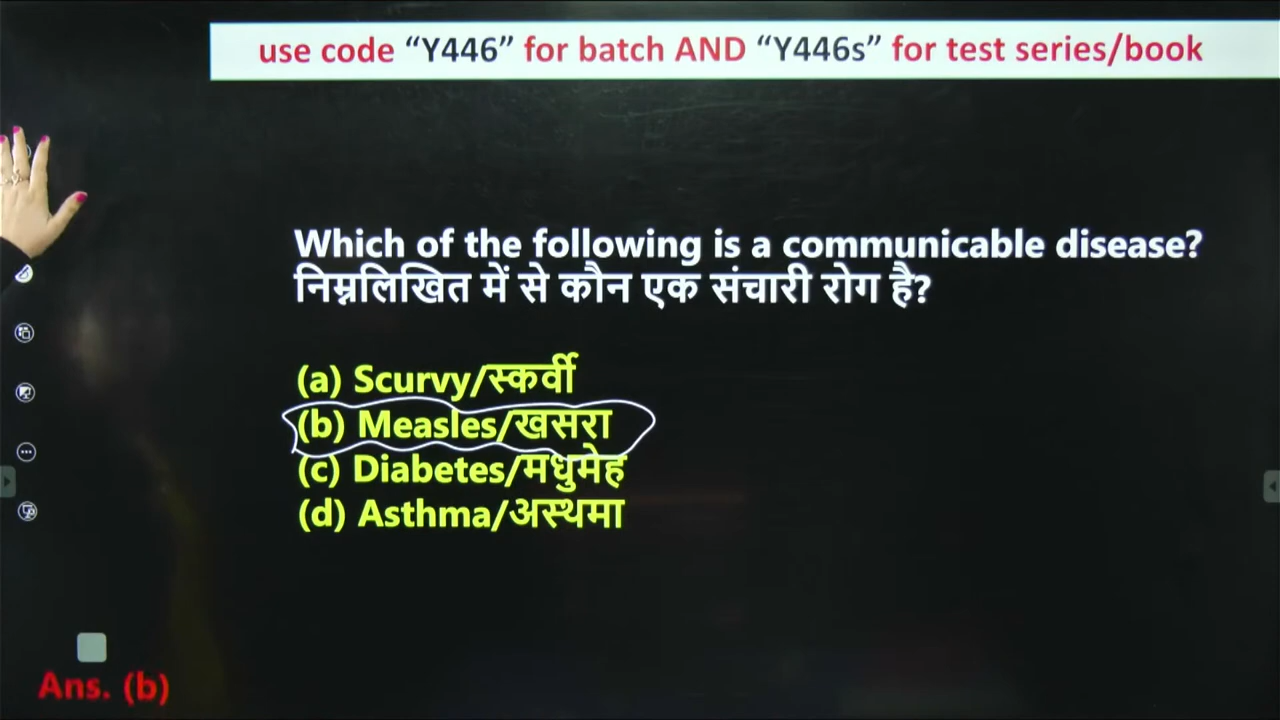 use code “Y446” for batch AND “Y446s” for test series/book
Which of the following is a communicable disease?
निम्नलिखित में से कौन एक संचारी रोग है?
(a) Scurvy/स्कर्वी
(b) Measles/खसरा
(c) Diabetes/मधुमेह
(d) Asthma/अस्थमा
Ans. (b)